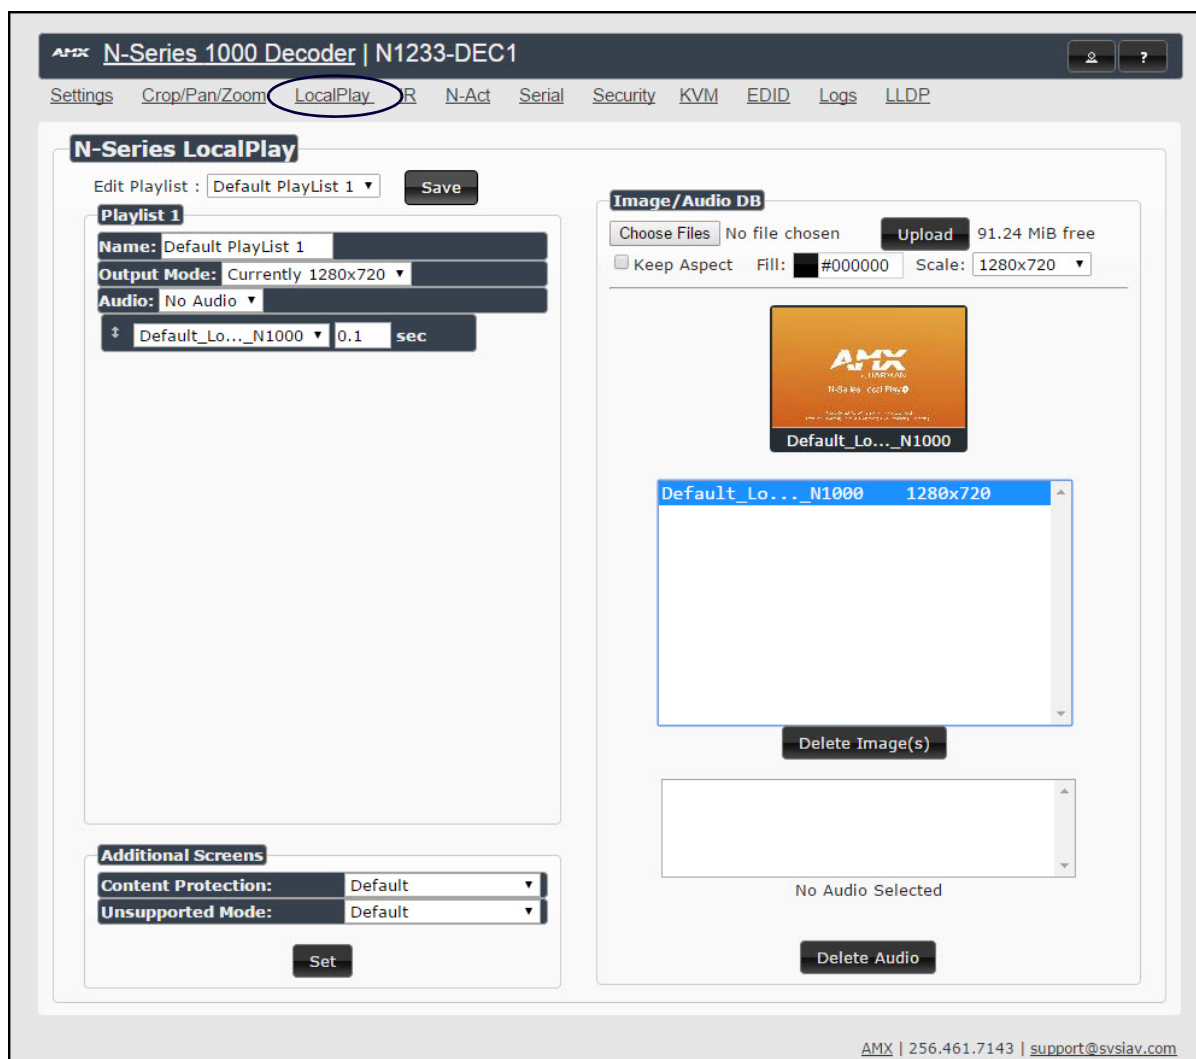 AMX N-Series 1000 Decoder | N1233-DEC1
?
Settings Crop/Pan/Zoom LocalPlay IR N-Act Serial Security KVM EDID Logs LLDP
N-Series LocalPlay
Edit Playlist : Default PlayList 1 Save
Playlist 1
Name: Default PlayList 1
Output Mode: Currently 1280x720
Audio: No Audio
Default_Lo..._N1000 0.1 sec
Additional Screens
Content Protection: Default
Unsupported Mode: Default
Set
Image/Audio DB
Choose Files No file chosen Upload 91.24 MiB free
Keep Aspect Fill: #000000 Scale: 1280x720
AMX
HARMAN
N-Series Local Play
Default_Lo..._N1000
Default_Lo..._N1000 1280x720
Delete Image(s)
No Audio Selected
Delete Audio
AMX | 256.461.7143 | support@svsiav.com